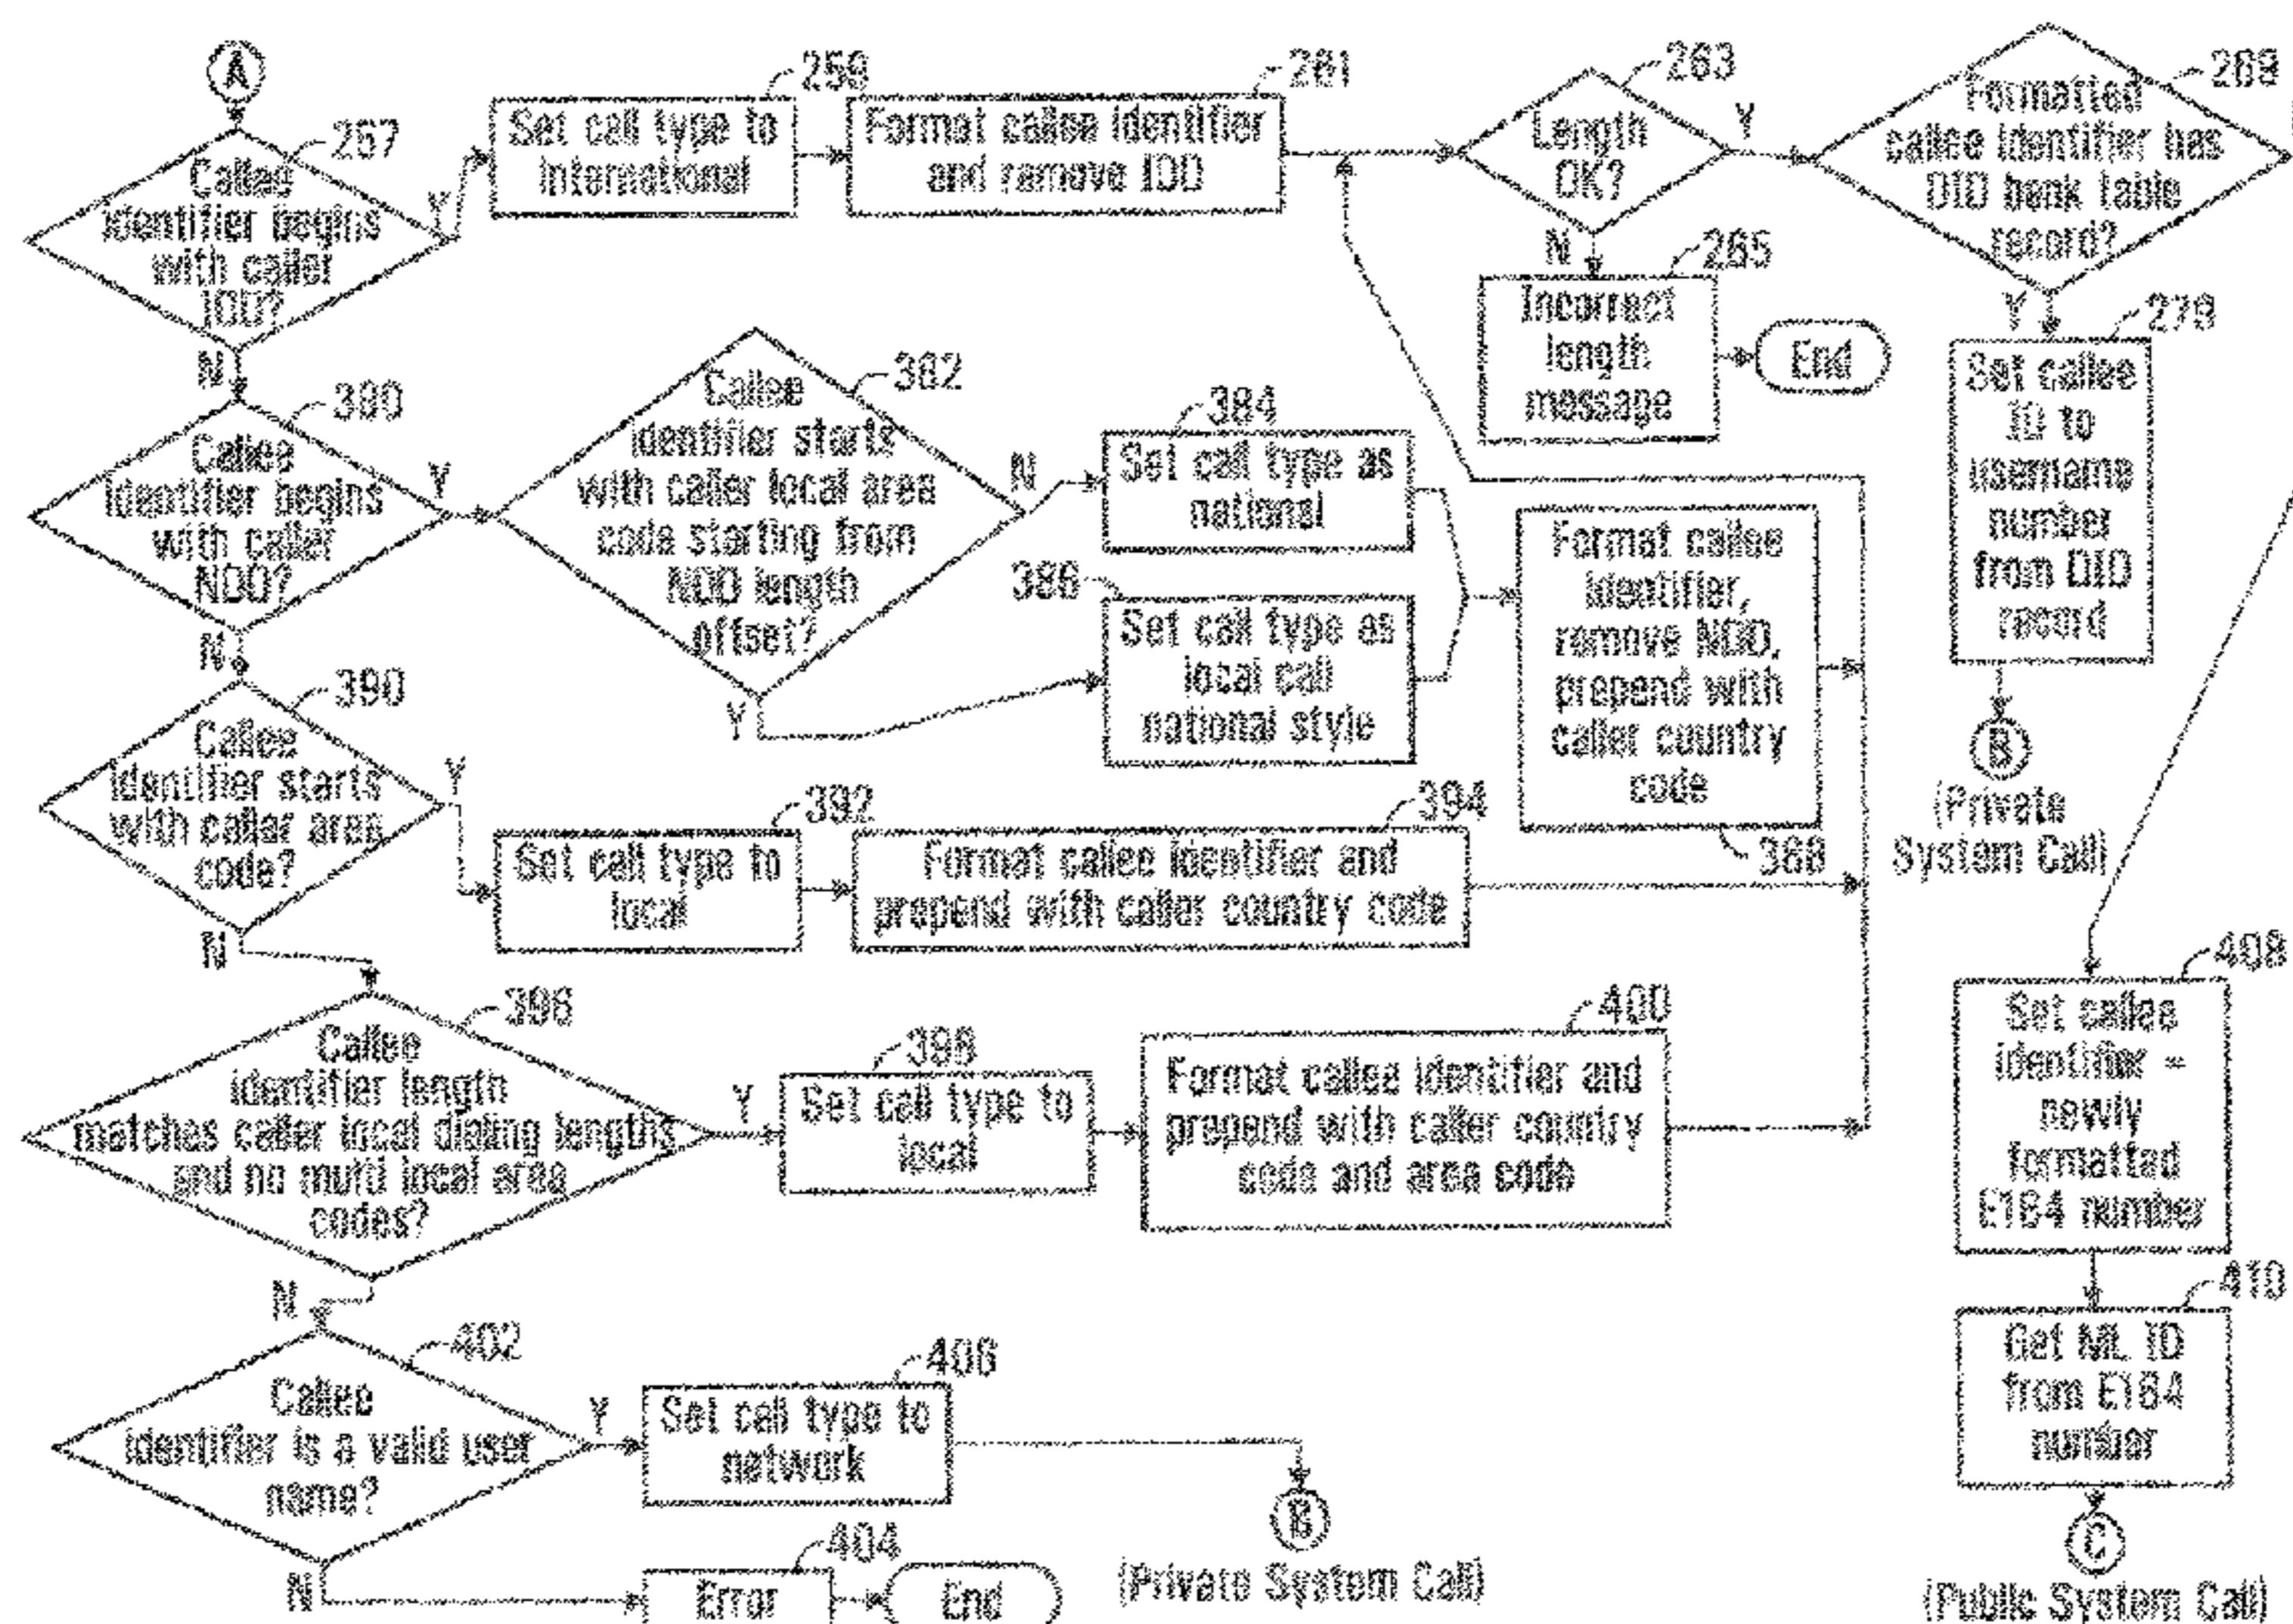 A
257
Callee
identifier begins
with caller
IDD?
Y
N
259
Set call type to
international
261
Format callee identifier
and remove IDD
263
Length
OK?
Y
N
265
Incorrect
length
message
End
269
Formatted
callee identifier has
DID bank table
record?
Y
279
Set callee
ID to
username
number
from DID
record
B
(Private
System Call)
380
Callee
identifier begins
with caller
NDD?
Y
N
382
Callee
identifier starts
with caller local area
code starting from
NDD length
offset?
N
Y
384
Set call type as
national
386
Set call type as
local call
national style
Format callee
identifier,
remove NDD,
prepend with
caller country
code
388
390
Callee
identifier starts
with caller area
code?
Y
N
392
Set call type to
local
394
Format callee identifier and
prepend with caller country code
396
Callee
identifier length
matches caller local dialing lengths
and no multi local area
codes?
Y
N
398
Set call type to
local
400
Format callee identifier and
prepend with caller country
code and area code
402
Callee
identifier is a valid user
name?
Y
N
406
Set call type to
network
B
(Private System Call)
404
Error
End
408
Set callee
identifier =
newly
formatted
E164 number
410
Get ML ID
from E164
number
C
(Public System Call)